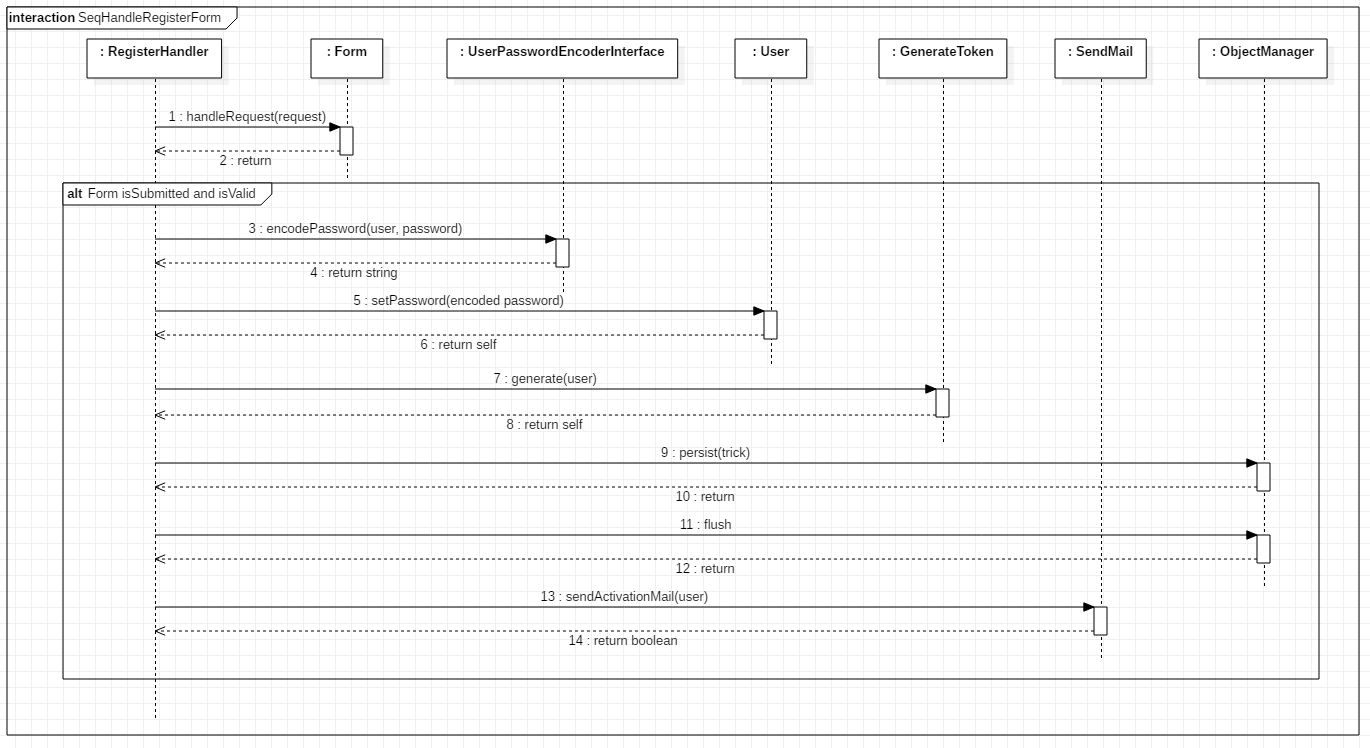 interaction SeqHandleRegisterForm
: RegisterHandler
: Form
: UserPasswordEncoderInterface
: User
: GenerateToken
: SendMail
: ObjectManager
1 : handleRequest(request)
2 : return
alt Form isSubmitted and isValid
3 : encodePassword(user, password)
4 : return string
5 : setPassword(encoded password)
6 : return self
7 : generate(user)
8 : return self
9 : persist(trick)
10 : return
11 : flush
12 : return
13 : sendActivationMail(user)
14 : return boolean